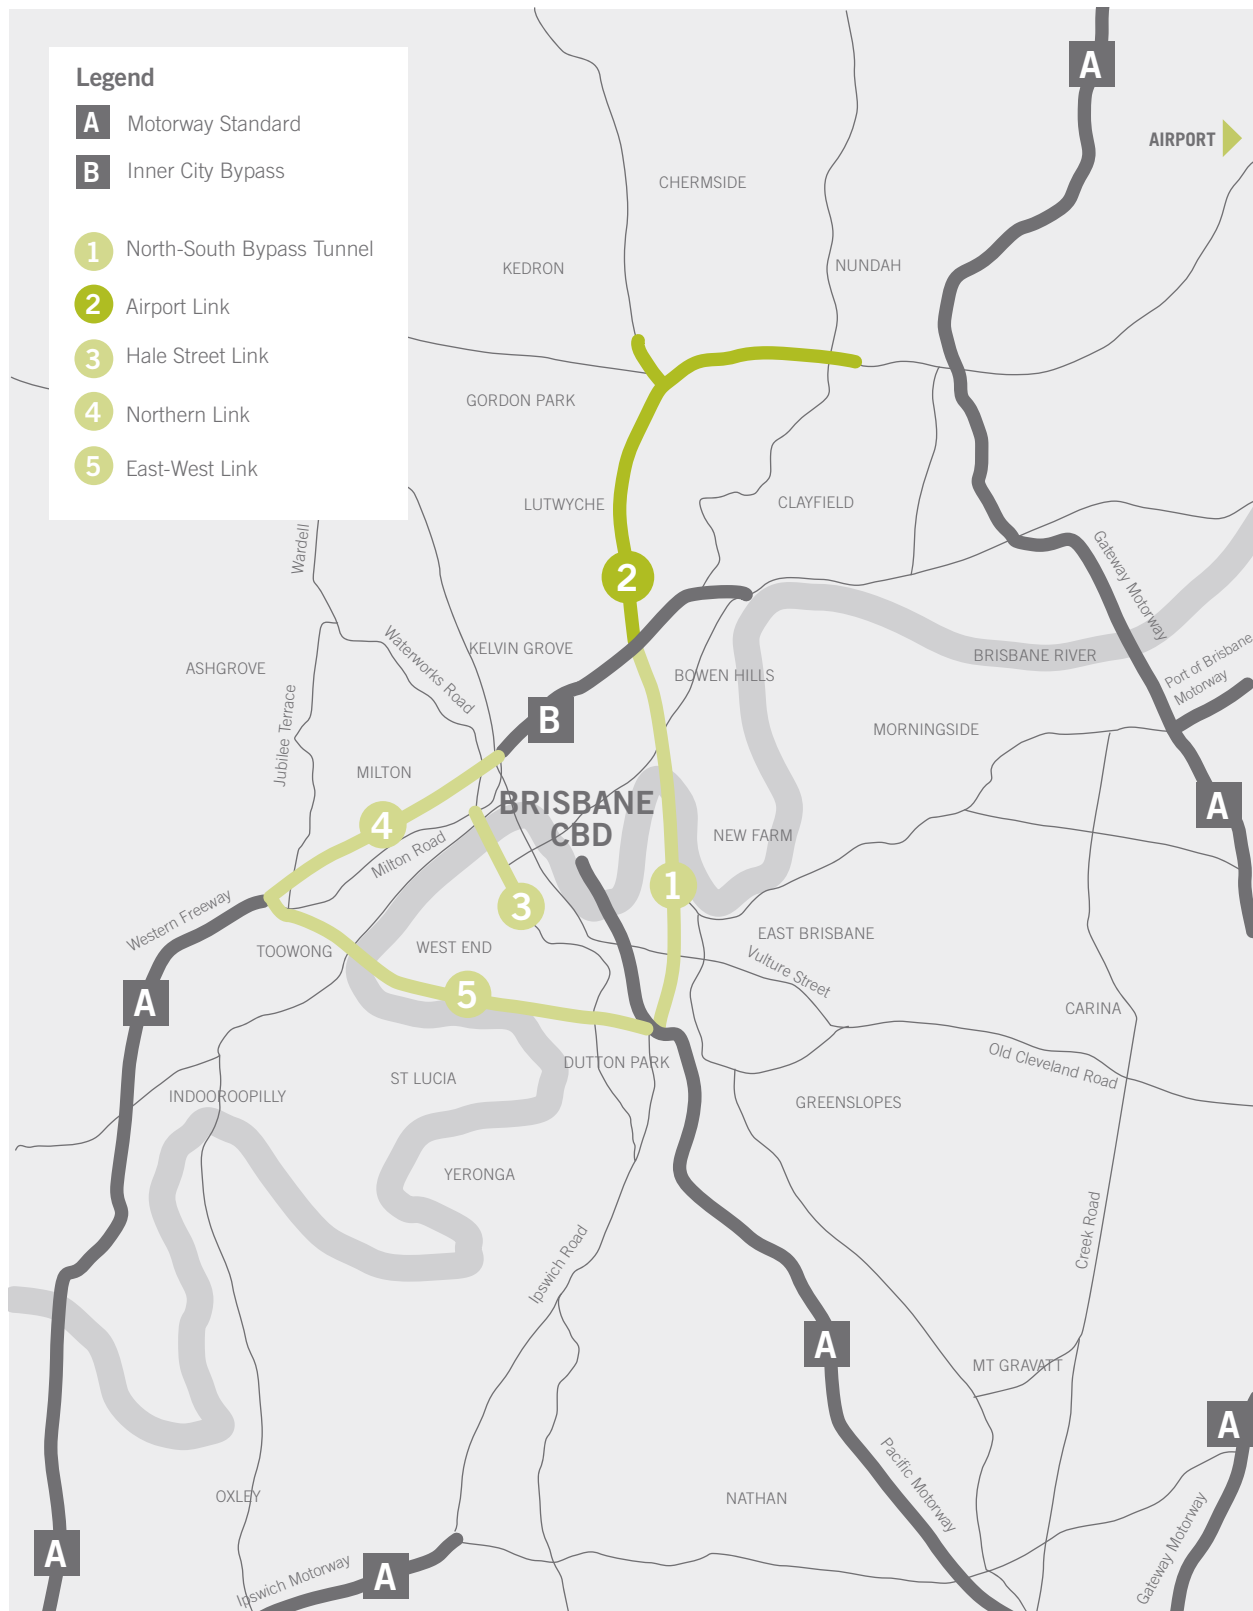 Legend
A Motorway Standard
B Inner City Bypass
1 North-South Bypass Tunnel
2 Airport Link
3 Hale Street Link
4 Northern Link
5 East-West Link
A
AIRPORT
CHERMSIDE
KEDRON
NUNDAH
GORDON PARK
LUTWYCHE
CLAYFIELD
Wardell
2
Gateway Motorway
Waterworks Road
KELVIN GROVE
ASHGROVE
BOWEN HILLS
BRISBANE RIVER
Port of Brisbane
Motorway
Jubilee Terrace
B
MORNINGSIDE
MILTON
BRISBANE
CBD
A
4
Milton Road
NEW FARM
1
3
Western Freeway
TOOWONG
WEST END
EAST BRISBANE
Vulture Street
A
5
CARINA
DUTTON PARK
Old Cleveland Road
ST LUCIA
INDOOROOPILLY
GREENSLOPES
YERONGA
Creek Road
Ipswich Road
A
MT GRAVATT
A
Pacific Motorway
OXLEY
NATHAN
A
Ipswich Motorway
A
Gateway Motorway